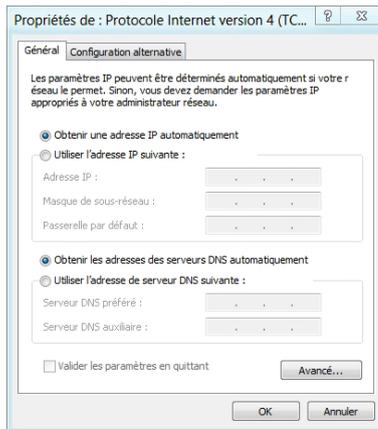 Propriétés de : Protocole Internet version 4 (TC...
Général
Configuration alternative
Les paramètres IP peuvent être déterminés automatiquement si votre r
éseau le permet. Sinon, vous devez demander les paramètres IP
appropriés à votre administrateur réseau.
Obtenir une adresse IP automatiquement
Utiliser l'adresse IP suivante :
Adresse IP :
Masque de sous-réseau :
Passerelle par défaut :
Obtenir les adresses des serveurs DNS automatiquement
Utiliser l'adresse de serveur DNS suivante :
Serveur DNS préféré :
Serveur DNS auxiliaire :
Valider les paramètres en quittant
Avancé...
OK
Annuler